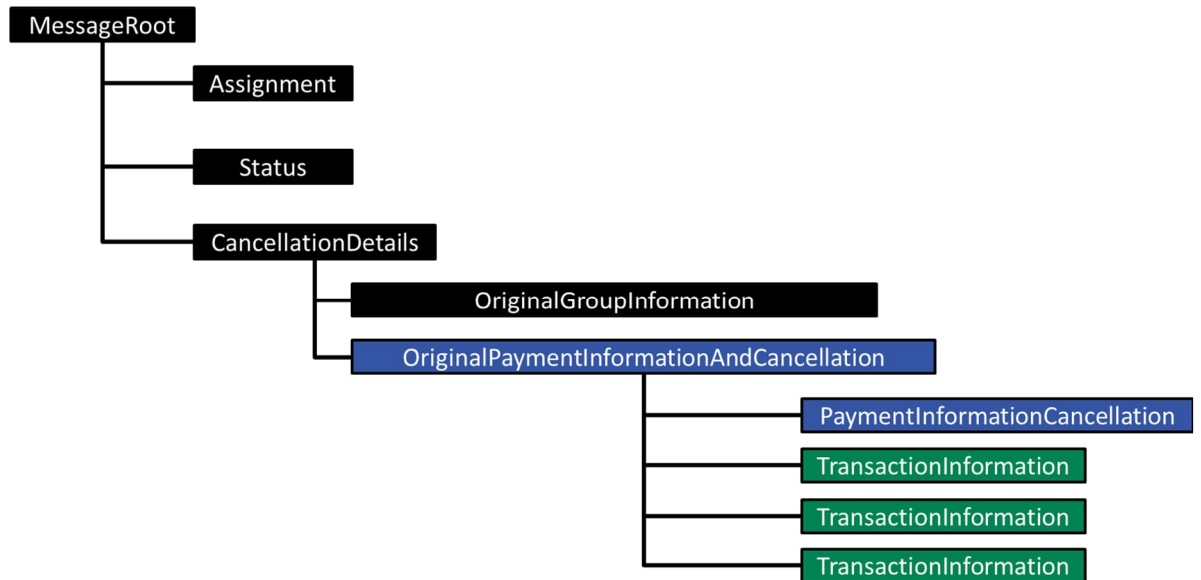 MessageRoot
Assignment
Status
CancellationDetails
OriginalGroupInformation
OriginalPaymentInformationAndCancellation
PaymentInformationCancellation
TransactionInformation
TransactionInformation
TransactionInformation